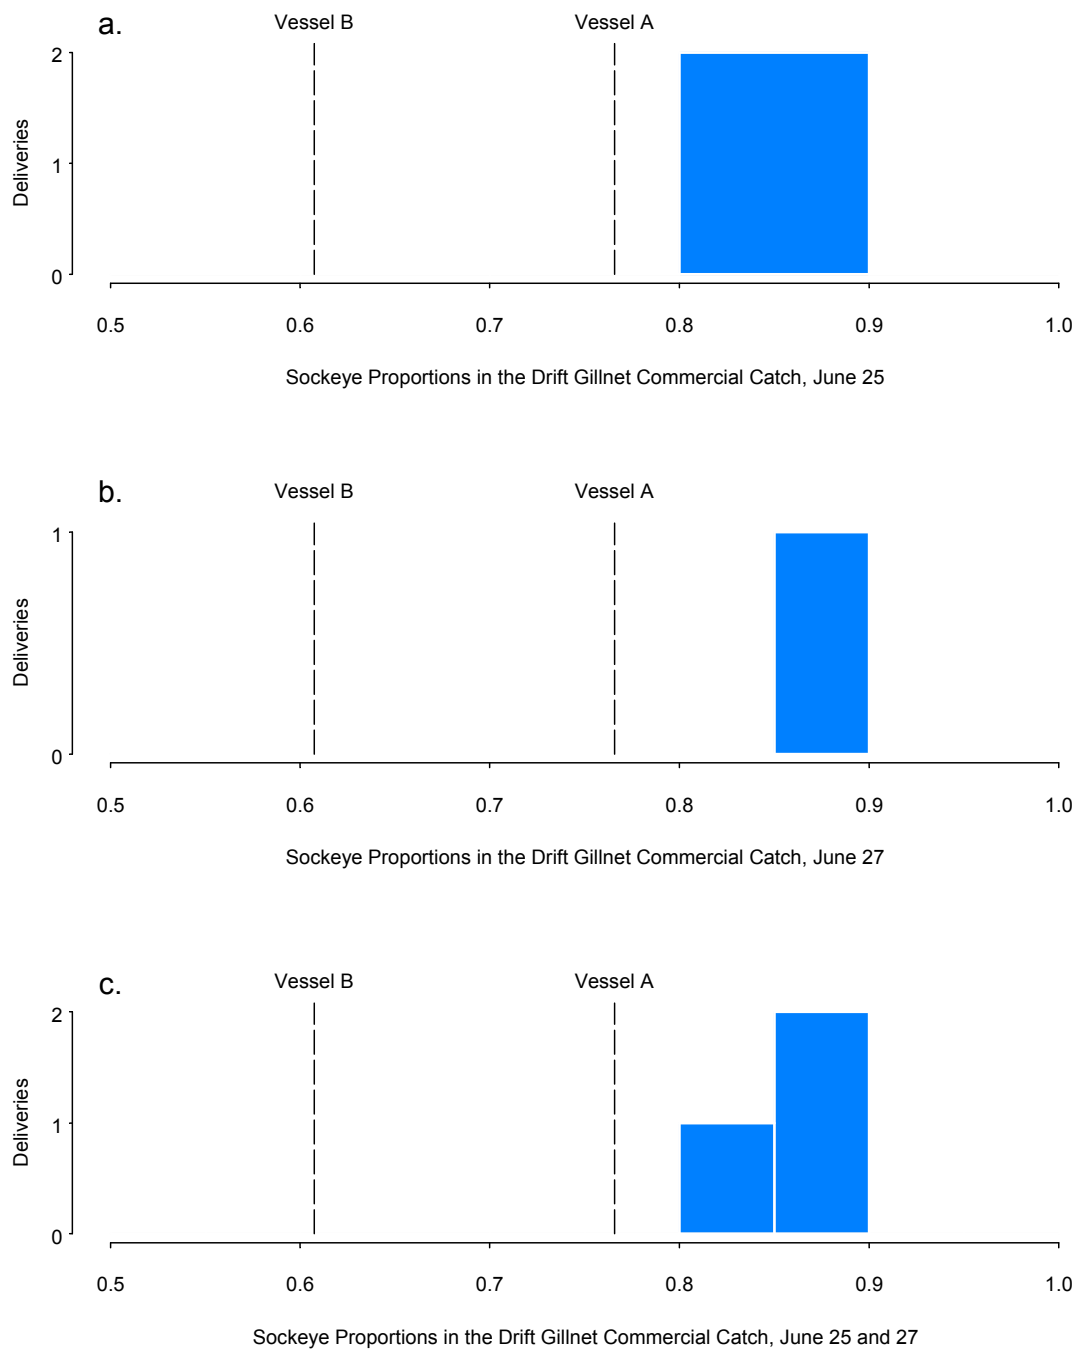 a.
Vessel B
Vessel A
2
1
0
Deliveries
0.5 0.6 0.7 0.8 0.9 1.0
Sockeye Proportions in the Drift Gillnet Commercial Catch, June 25
b.
Vessel B
Vessel A
1
0
Deliveries
0.5 0.6 0.7 0.8 0.9 1.0
Sockeye Proportions in the Drift Gillnet Commercial Catch, June 27
c.
Vessel B
Vessel A
2
1
0
Deliveries
0.5 0.6 0.7 0.8 0.9 1.0
Sockeye Proportions in the Drift Gillnet Commercial Catch, June 25 and 27